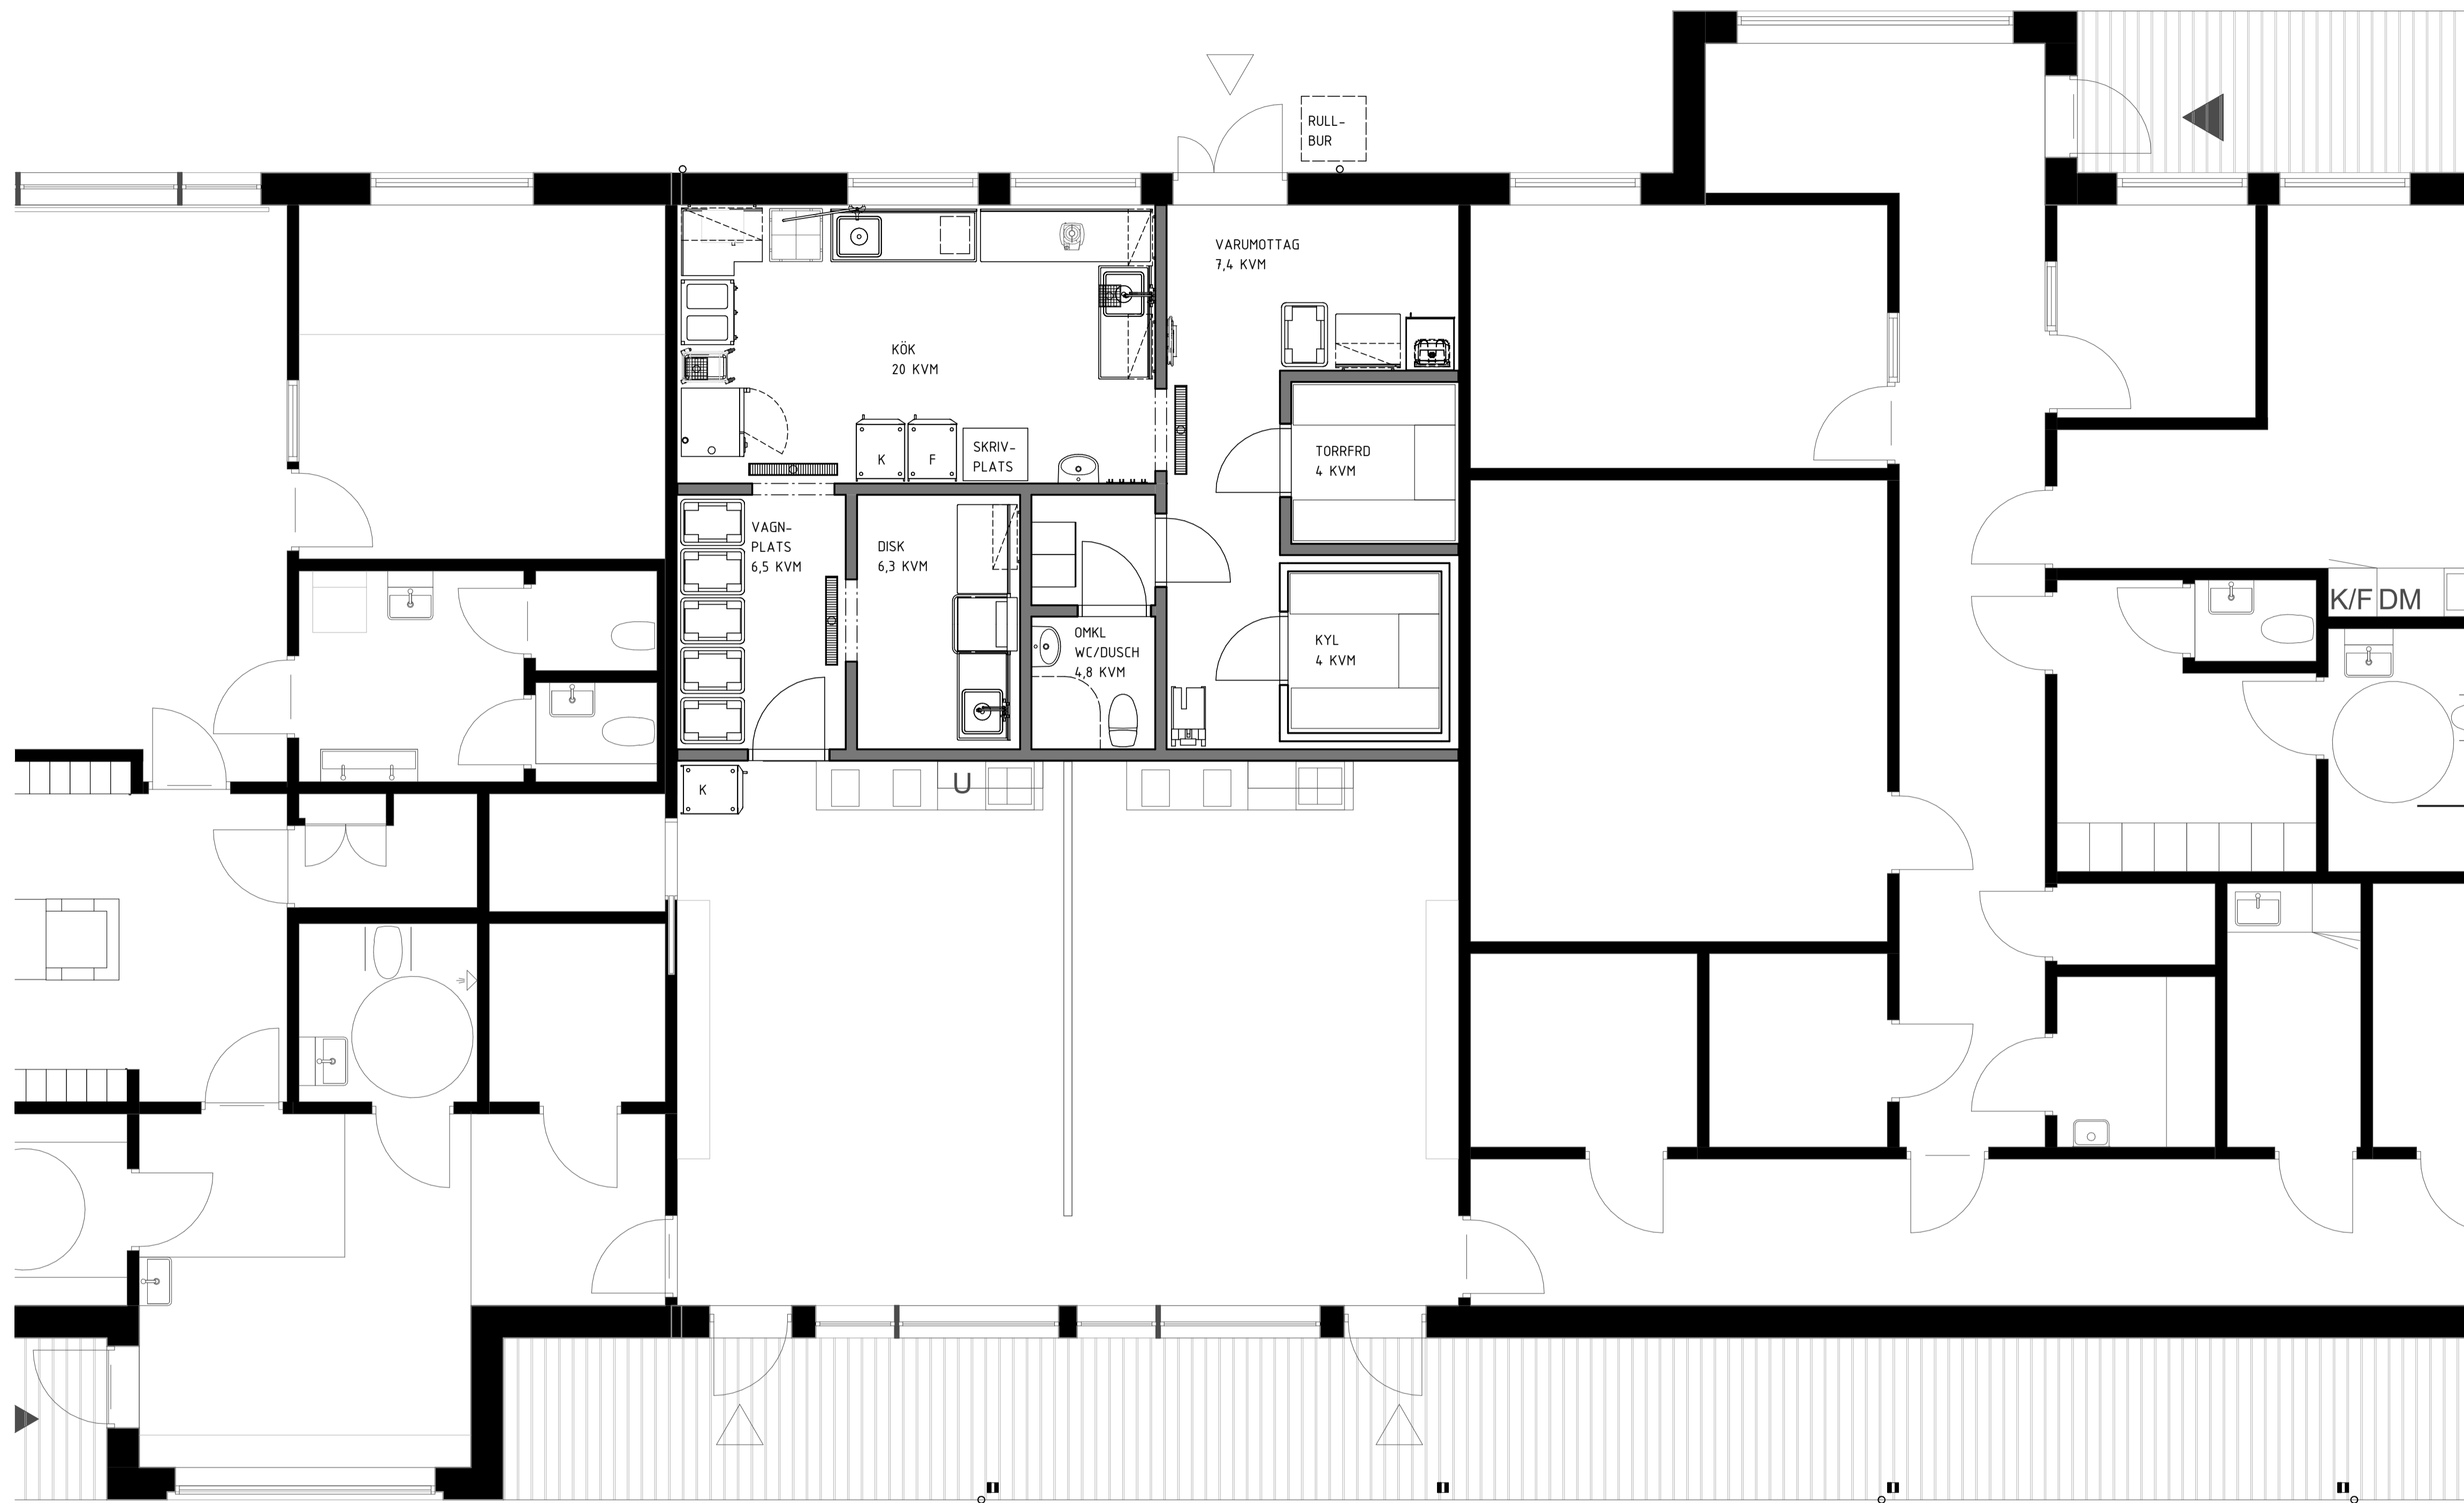 RULL-
BUR
VARUMOTTAG
7,4 KVM
KÖK
20 KVM
K
F
SKRIV-
PLATS
TORRFRD
4 KVM
VAGN-
PLATS
6,5 KVM
DISK
6,3 KVM
OMKL
WC/DUSCH
4,8 KVM
KYL
4 KVM
K/F DM
K
U